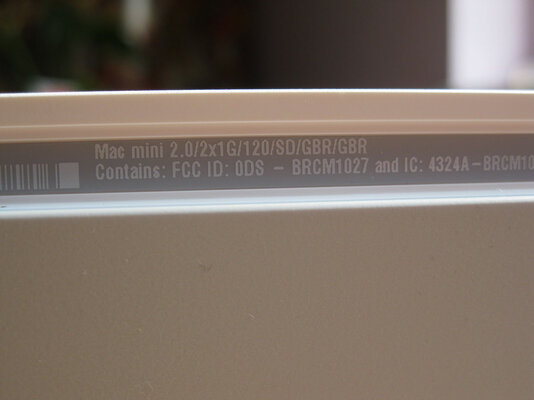 Mac mini 2.0/2x1G/120/SD/GBR/GBR
Contains: FCC ID: 0DS - BRCM1027 and IC: 4324A-BRCM10